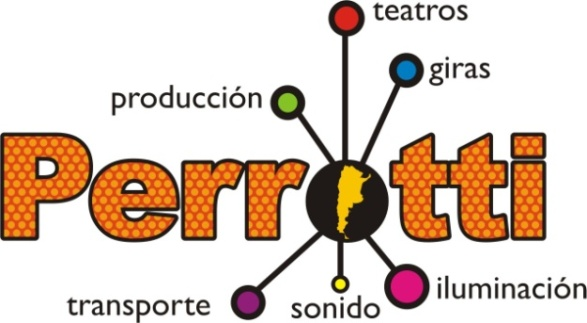 teatros
giras
producción
Perrotti
iluminación
sonido
transporte